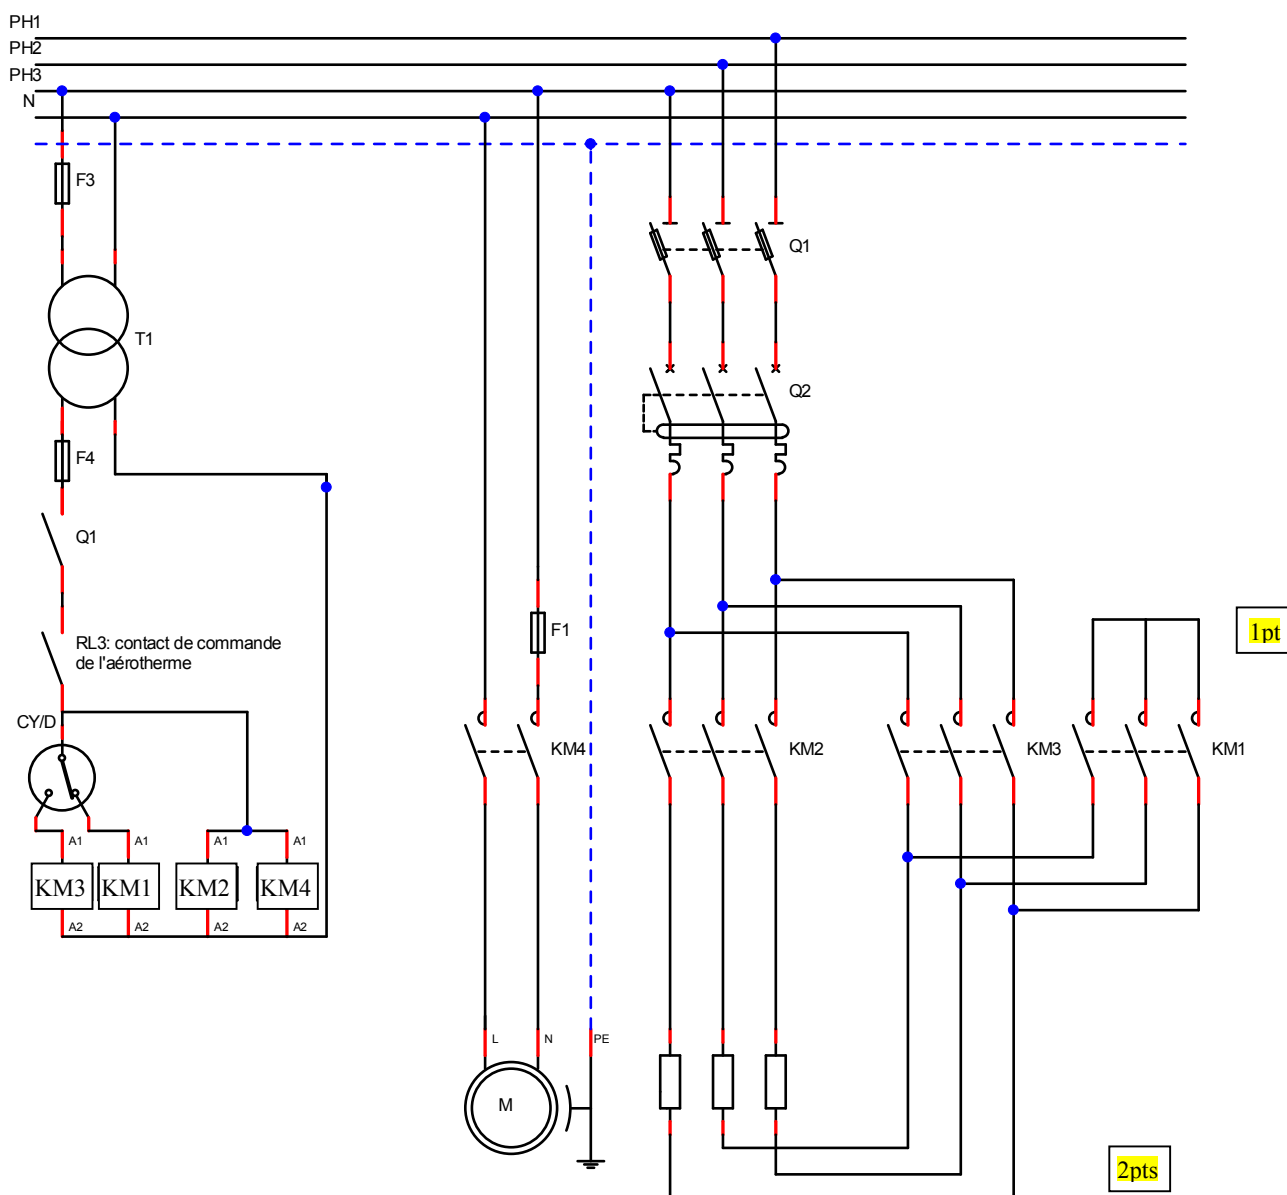 PH1
PH2
PH3
N
F3
Q1
T1
Q2
F4
Q1
F1
1pt
RL3: contact de commande
de l'aérotherme
CY/D
KM4
KM2
KM3
KM1
A1
A1
A1
A1
KM3
KM1
KM2
KM4
A2
A2
A2
A2
L
N
PE
M
2pts